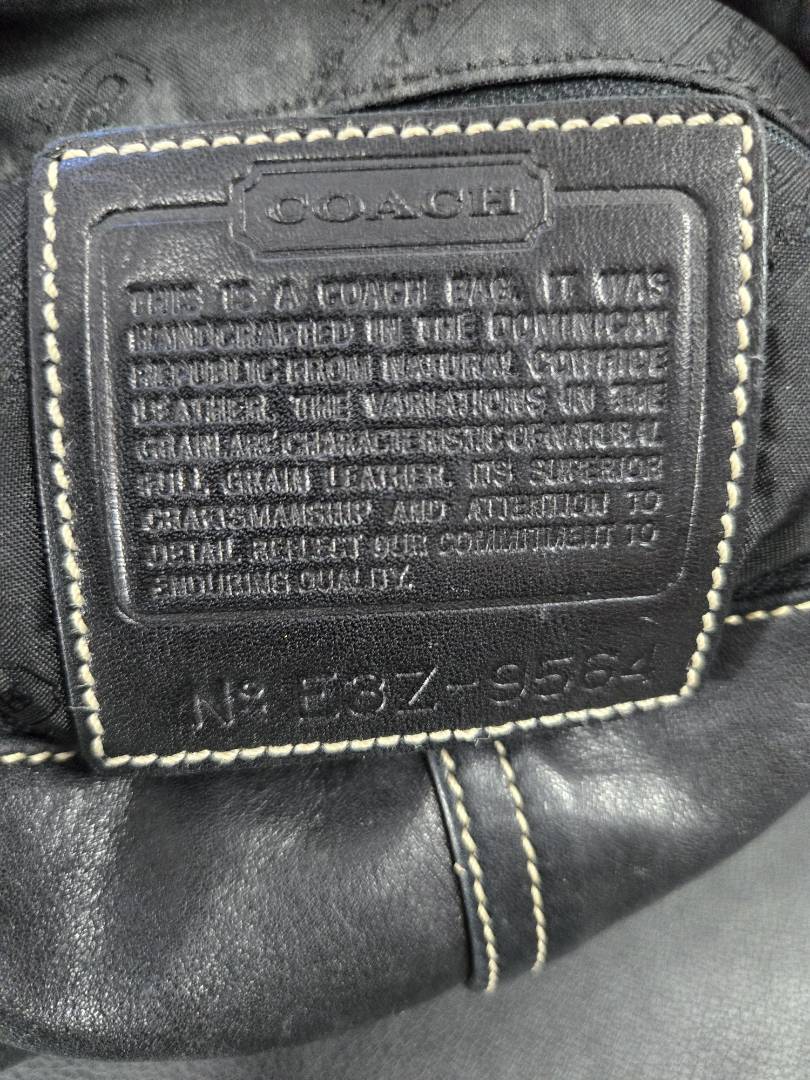 COACH
THIS IS A COACH BAG. IT WAS
HANDCRAFTED IN THE DOMINICAN
REPUBLIC FROM NATURAL COWHIDE
LEATHER. THE VARIATIONS IN THE
GRAIN ARE CHARACTERISTIC OF NATURAL
FULL GRAIN LEATHER. ITS SUPERIOR
CRAFTSMANSHIP AND ATTENTION TO
DETAIL REFLECT OUR COMMITMENT TO
ENDURING QUALITY.
Nº E3Z-9564